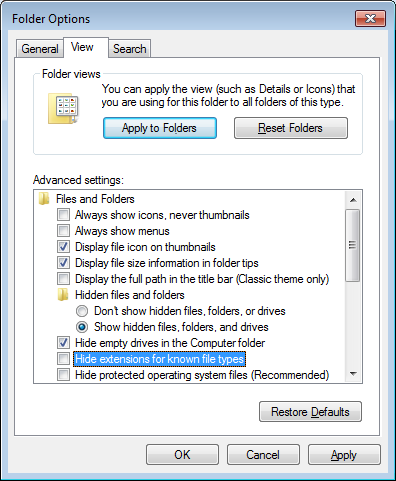 Folder Options
General View Search
Folder views
You can apply the view (such as Details or Icons) that
you are using for this folder to all folders of this type.
Apply to Folders Reset Folders
Advanced settings:
Files and Folders
Always show icons, never thumbnails
Always show menus
Display file icon on thumbnails
Display file size information in folder tips
Display the full path in the title bar (Classic theme only)
Hidden files and folders
Don't show hidden files, folders, or drives
Show hidden files, folders, and drives
Hide empty drives in the Computer folder
Hide extensions for known file types
Hide protected operating system files (Recommended)
Restore Defaults
OK Cancel Apply